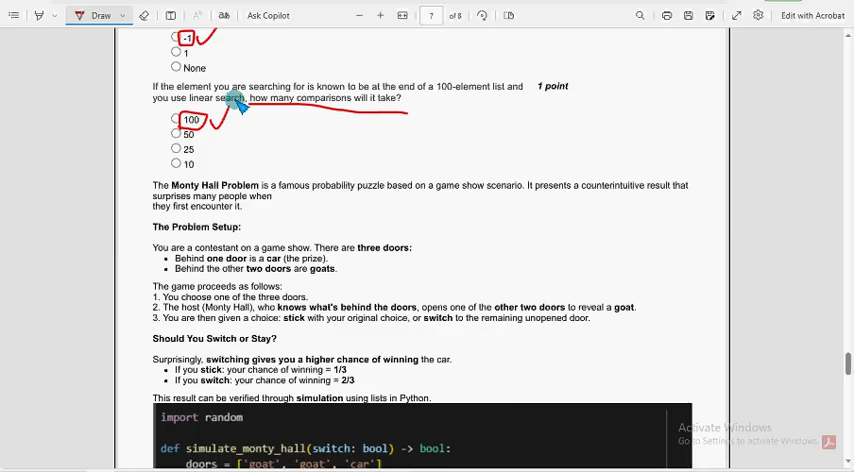 Draw
Ask Copilot
7 of 8
Edit with Acrobat
-1
1
None
If the element you are searching for is known to be at the end of a 100-element list and 1 point
you use linear search, how many comparisons will it take?
100
50
25
10
The Monty Hall Problem is a famous probability puzzle based on a game show scenario. It presents a counterintuitive result that
surprises many people when
they first encounter it.
The Problem Setup:
You are a contestant on a game show. There are three doors:
Behind one door is a car (the prize).
Behind the other two doors are goats.
The game proceeds as follows:
1. You choose one of the three doors.
2. The host (Monty Hall), who knows what's behind the doors, opens one of the other two doors to reveal a goat.
3. You are then given a choice: stick with your original choice, or switch to the remaining unopened door.
Should You Switch or Stay?
Surprisingly, switching gives you a higher chance of winning the car.
If you stick: your chance of winning = 1/3
If you switch: your chance of winning = 2/3
This result can be verified through simulation using lists in Python.
import random
def simulate_monty_hall(switch: bool) -> bool:
doors = ['goat', 'goat', 'car']
Activate Windows
Go to Settings to activate Windows.